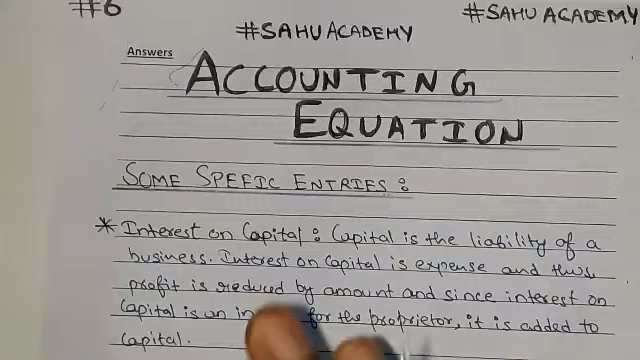 #6
#SAHU ACADEMY
#SAHU ACADEMY
Answers
ACCOUNTING
EQUATION
SOME SPEFIC ENTRIES :
* Interest on Capital : Capital is the liability of a
business. Interest on Capital is expense and thus
profit is reduced by amount and since interest on
Capital is an for the proprietor, it is added to
capital.